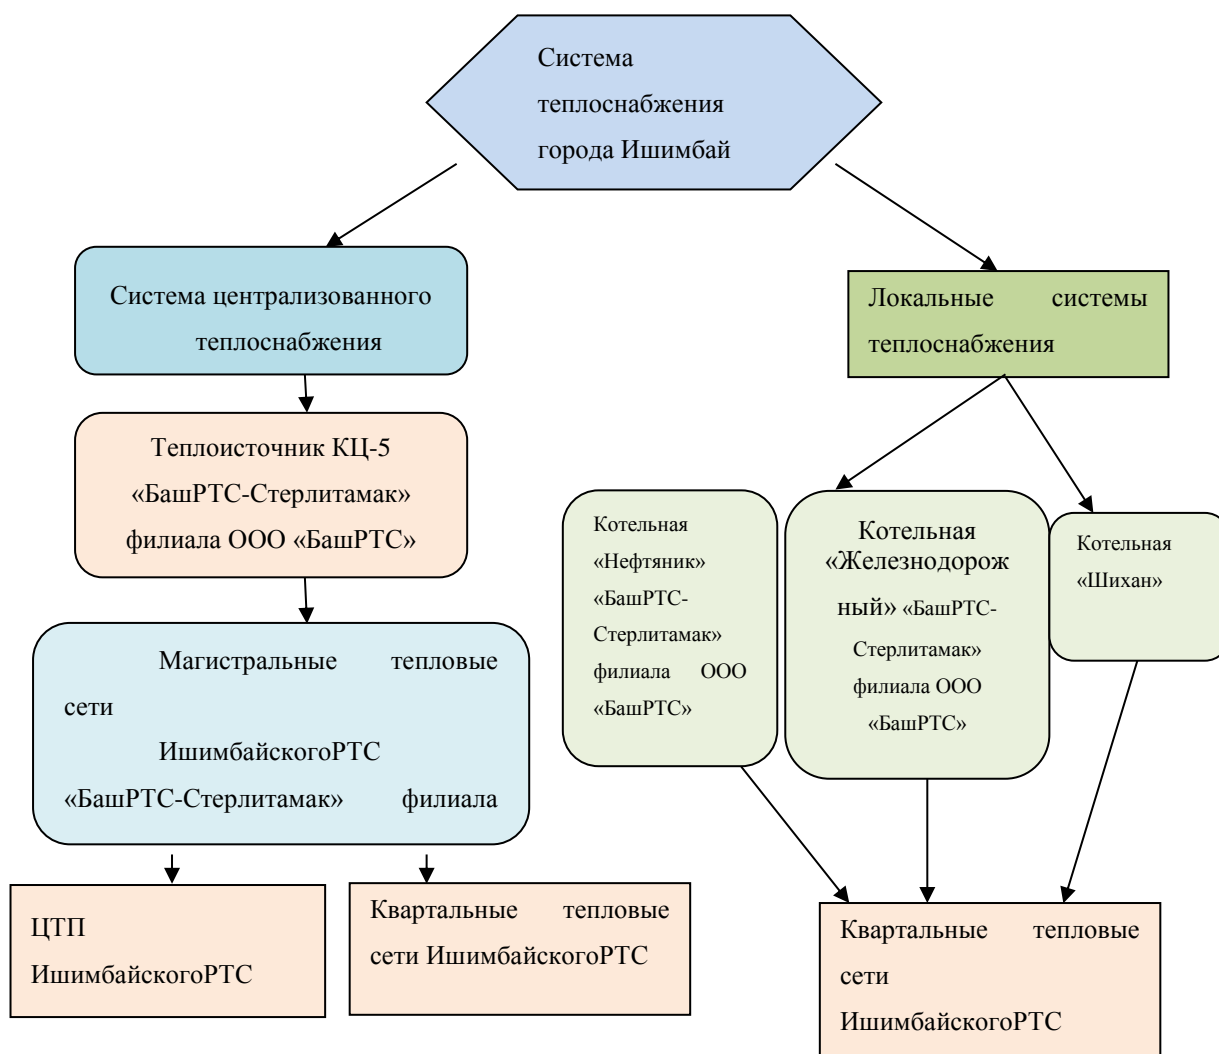 Система
теплоснабжения
города Ишимбай
Система централизованного
теплоснабжения
Локальные системы
теплоснабжения
Теплоисточник КЦ-5
«БашРТС-Стерлитамак»
филиала ООО «БашРТС»
Котельная
«Нефтяник»
«БашРТС-
Стерлитамак»
филиала ООО
«БашРТС»
Котельная
«Железнодорож
ный» «БашРТС-
Стерлитамак»
филиала ООО
«БашРТС»
Котельная
«Шихан»
Магистральные тепловые
сети
ИшимбайскогоРТС
«БашРТС-Стерлитамак» филиала
ЦТП
ИшимбайскогоРТС
Квартальные тепловые
сети ИшимбайскогоРТС
Квартальные тепловые
сети
ИшимбайскогоРТС